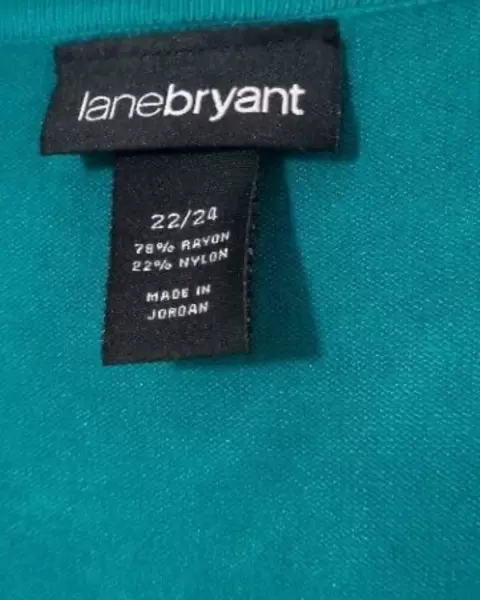 lanebryant
22/24
78% RAYON
22% NYLON
MADE IN
JORDAN